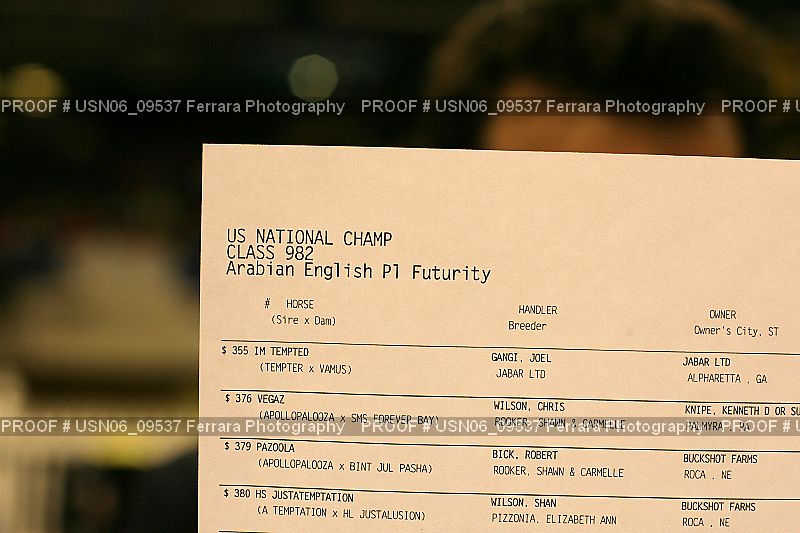 PROOF # USN06_09537 Ferrara Photography PROOF # USN06_09537 Ferrara Photography PROOF # US
US NATIONAL CHAMP
CLASS 982
Arabian English Pl Futurity
# HORSE HANDLER OWNER
(Sire x Dam) Breeder Owner's City, ST
$ 355 IM TEMPTED GANGI, JOEL JABAR LTD
(TEMPTER x VAMUS) JABAR LTD ALPHARETTA , GA
$ 376 VEGAZ WILSON, CHRIS KNIPE, KENNETH D OR SU
(APOLLOPALOOZA x SMS FOREVER BAY) ROOKER, SHAWN & CARMELLE PALMYRA , PA
PROOF # USN06_09537 Ferrara Photography PROOF # USN06_09537 Ferrara Photography PROOF # US
$ 379 PAZOOLA BICK, ROBERT BUCKSHOT FARMS
(APOLLOPALOOZA x BINT JUL PASHA) ROOKER, SHAWN & CARMELLE ROCA , NE
$ 380 HS JUSTATEMPTATION WILSON, SHAN BUCKSHOT FARMS
(A TEMPTATION x HL JUSTALUSION) PIZZONIA, ELIZABETH ANN ROCA , NE